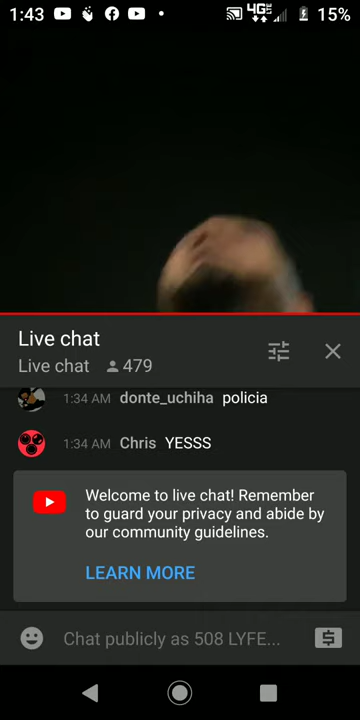 1:43 4G LTE 15%
Live chat
Live chat 479
1:34 AM donte_uchiha policia
1:34 AM Chris YESSS
Welcome to live chat! Remember
to guard your privacy and abide by
our community guidelines.
LEARN MORE
Chat publicly as 508 LYFE...